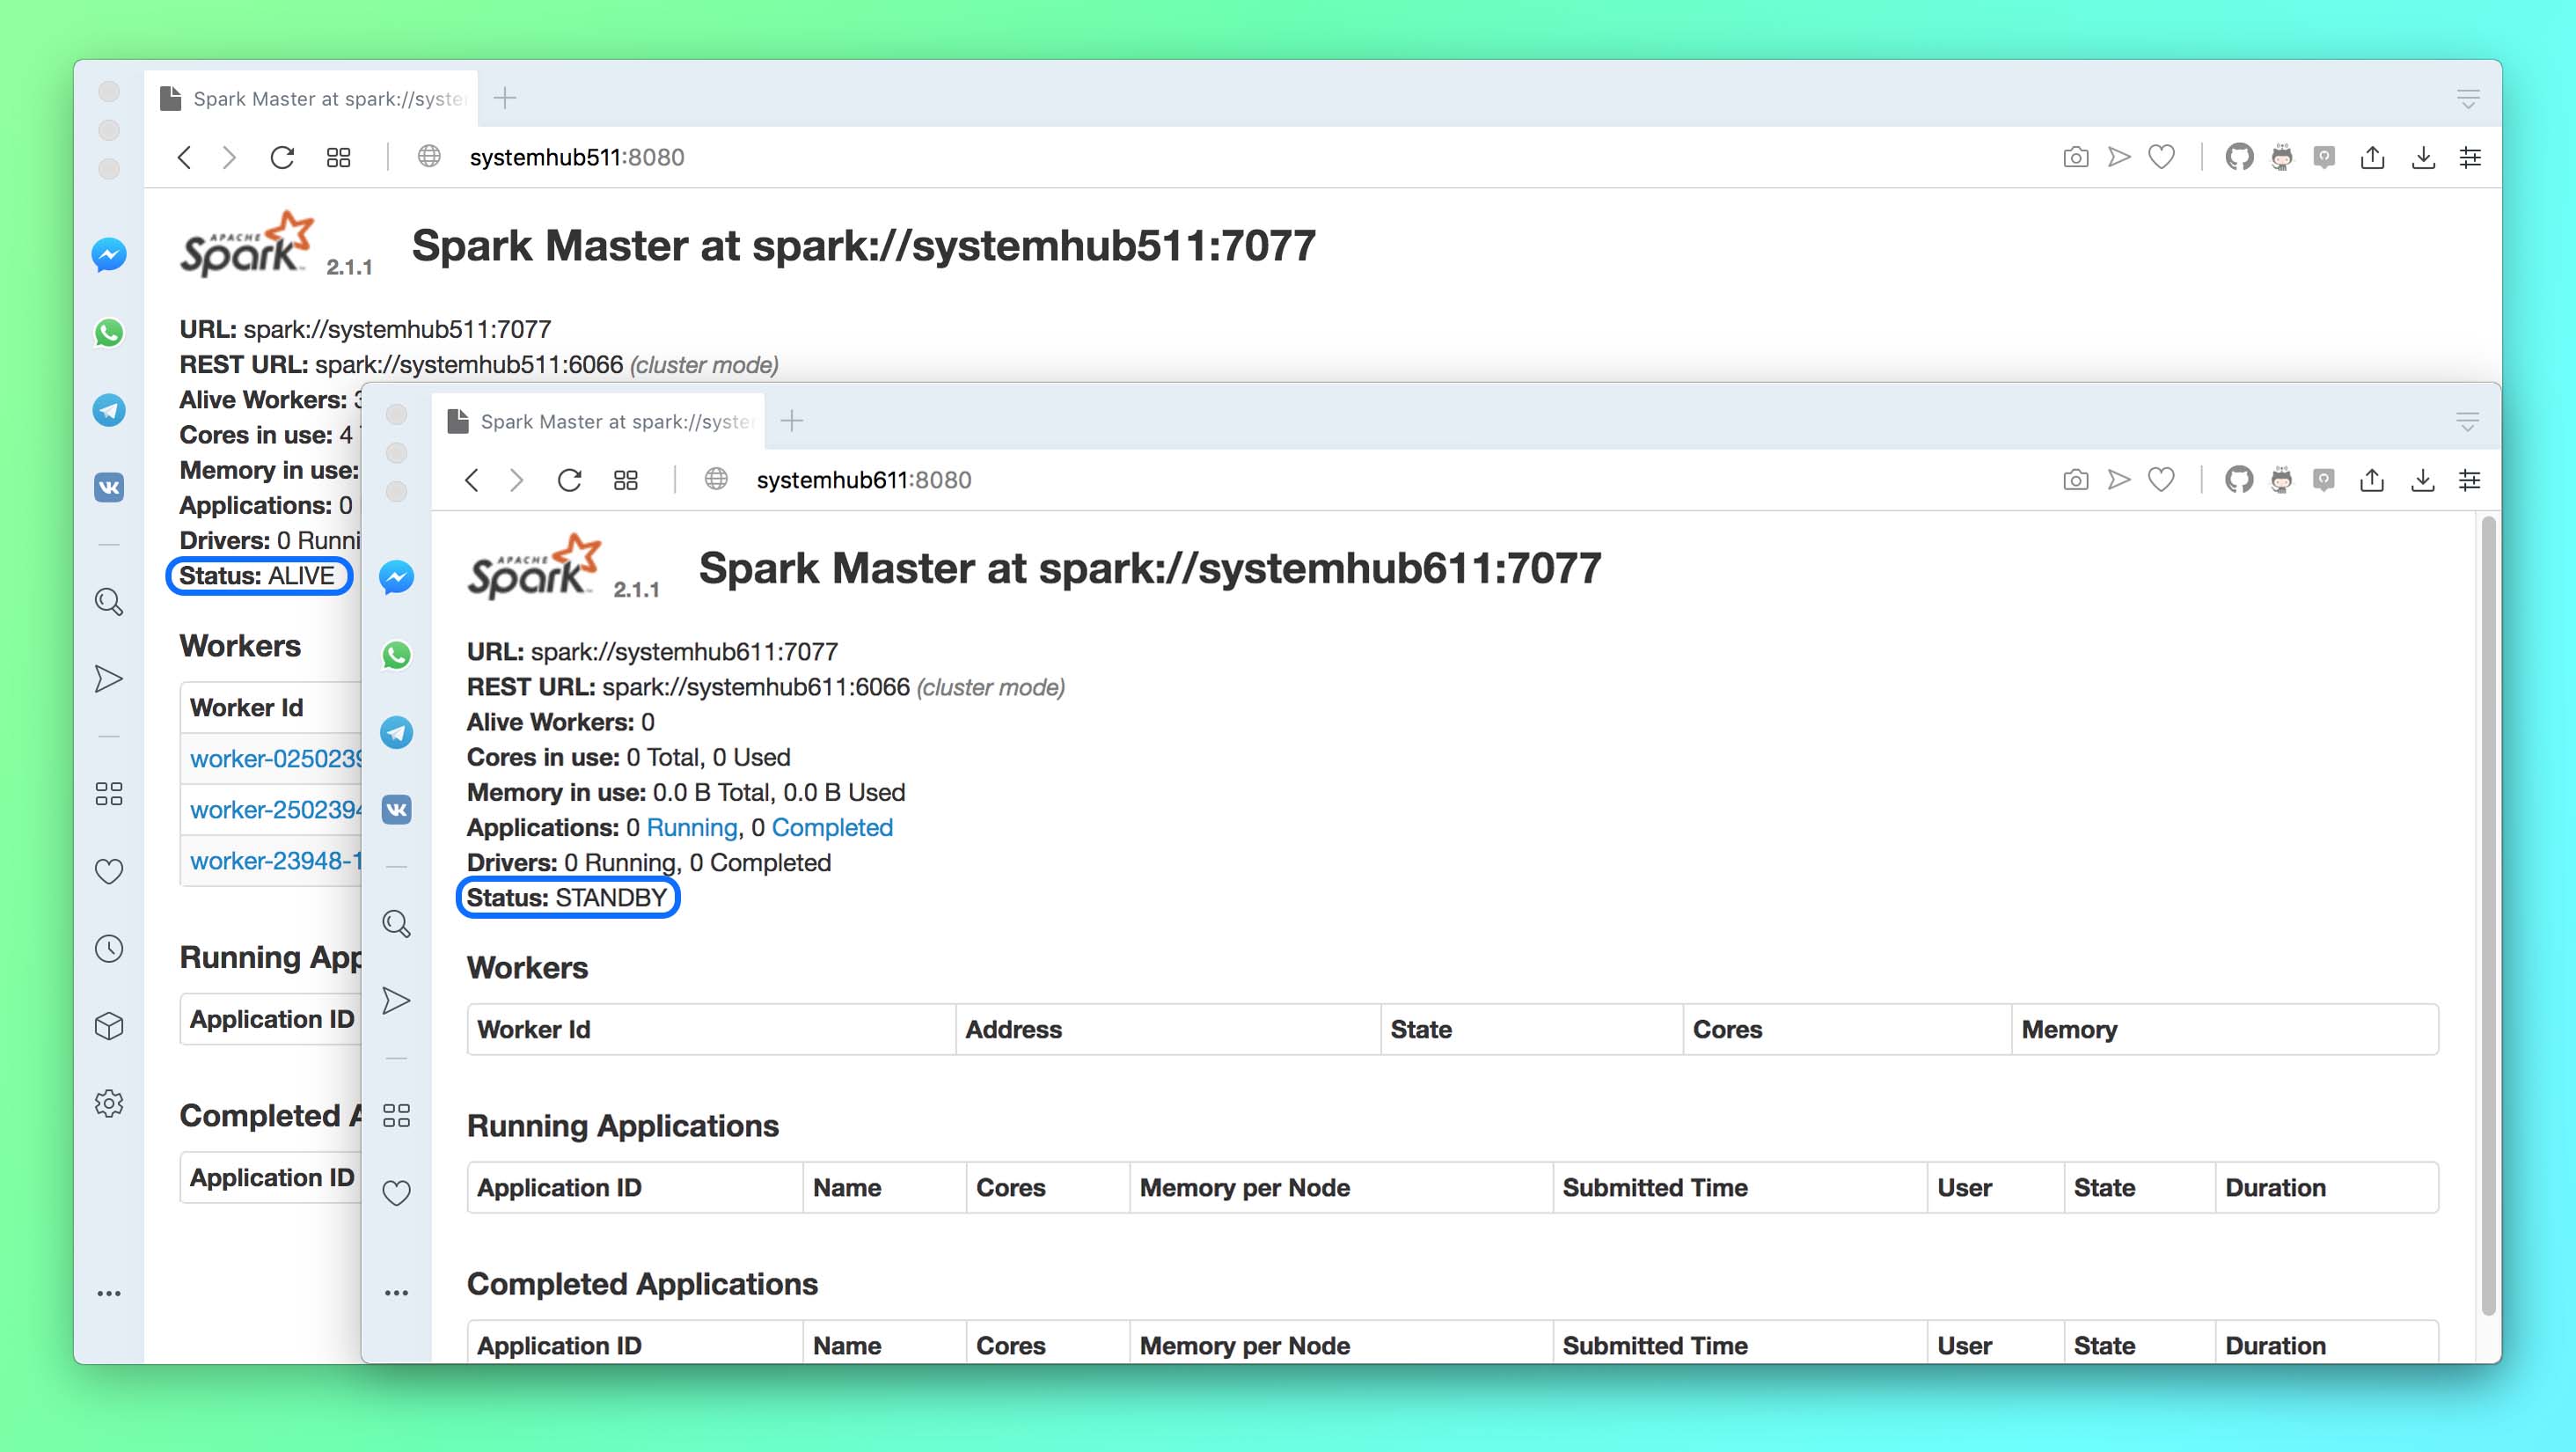 Spark Master at spark://syste
systemhub511:8080
APACHE
Spark 2.1.1
Spark Master at spark://systemhub511:7077
URL: spark://systemhub511:7077
REST URL: spark://systemhub511:6066 (cluster mode)
Alive Workers: 3
Cores in use: 4
Memory in use:
Applications: 0
Drivers: 0 Runni
Status: ALIVE
Workers
Worker Id
worker-0250239
worker-2502394
worker-23948-1
Running App
Application ID
Completed A
Application ID
Spark Master at spark://syste
systemhub611:8080
APACHE
Spark 2.1.1
Spark Master at spark://systemhub611:7077
URL: spark://systemhub611:7077
REST URL: spark://systemhub611:6066 (cluster mode)
Alive Workers: 0
Cores in use: 0 Total, 0 Used
Memory in use: 0.0 B Total, 0.0 B Used
Applications: 0 Running, 0 Completed
Drivers: 0 Running, 0 Completed
Status: STANDBY
Workers
Worker Id Address State Cores Memory
Running Applications
Application ID Name Cores Memory per Node Submitted Time User State Duration
Completed Applications
Application ID Name Cores Memory per Node Submitted Time User State Duration